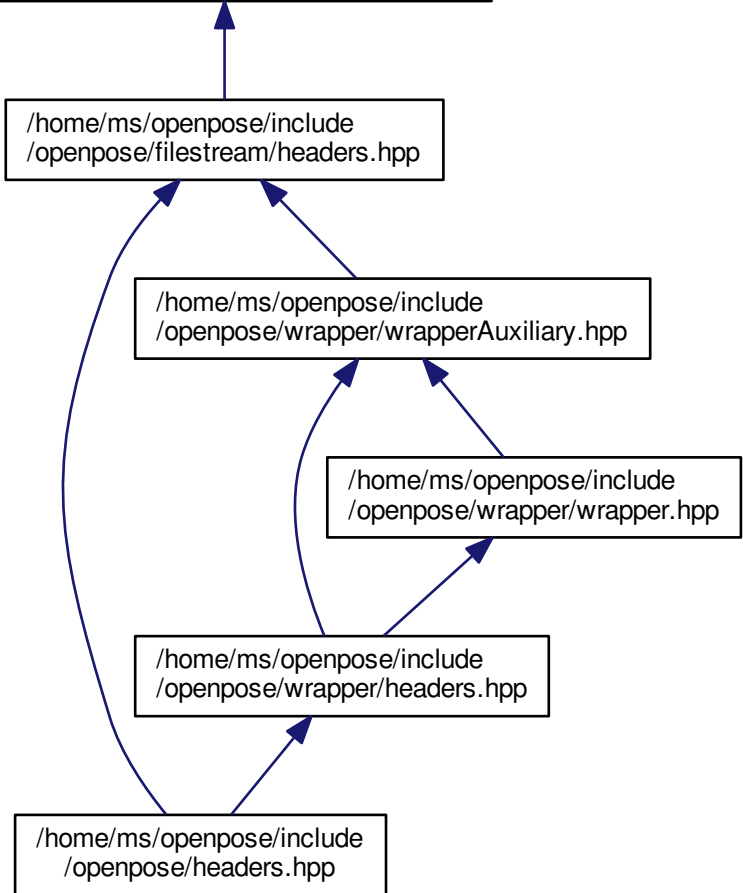 /home/ms/openpose/include
/openpose/filestream/headers.hpp
/home/ms/openpose/include
/openpose/wrapper/wrapperAuxiliary.hpp
/home/ms/openpose/include
/openpose/wrapper/wrapper.hpp
/home/ms/openpose/include
/openpose/wrapper/headers.hpp
/home/ms/openpose/include
/openpose/headers.hpp